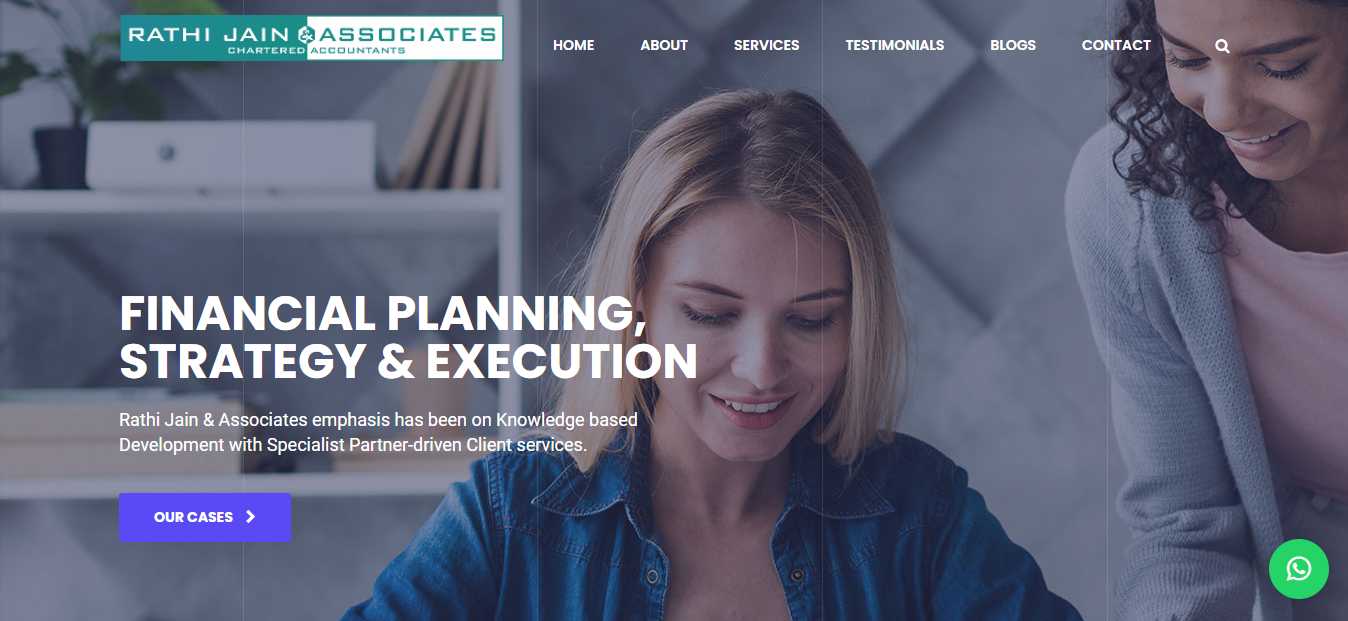 RATHI JAIN & ASSOCIATES
CHARTERED ACCOUNTANTS
HOME ABOUT SERVICES TESTIMONIALS BLOGS CONTACT
FINANCIAL PLANNING,
STRATEGY & EXECUTION
Rathi Jain & Associates emphasis has been on Knowledge based
Development with Specialist Partner-driven Client services.
OUR CASES